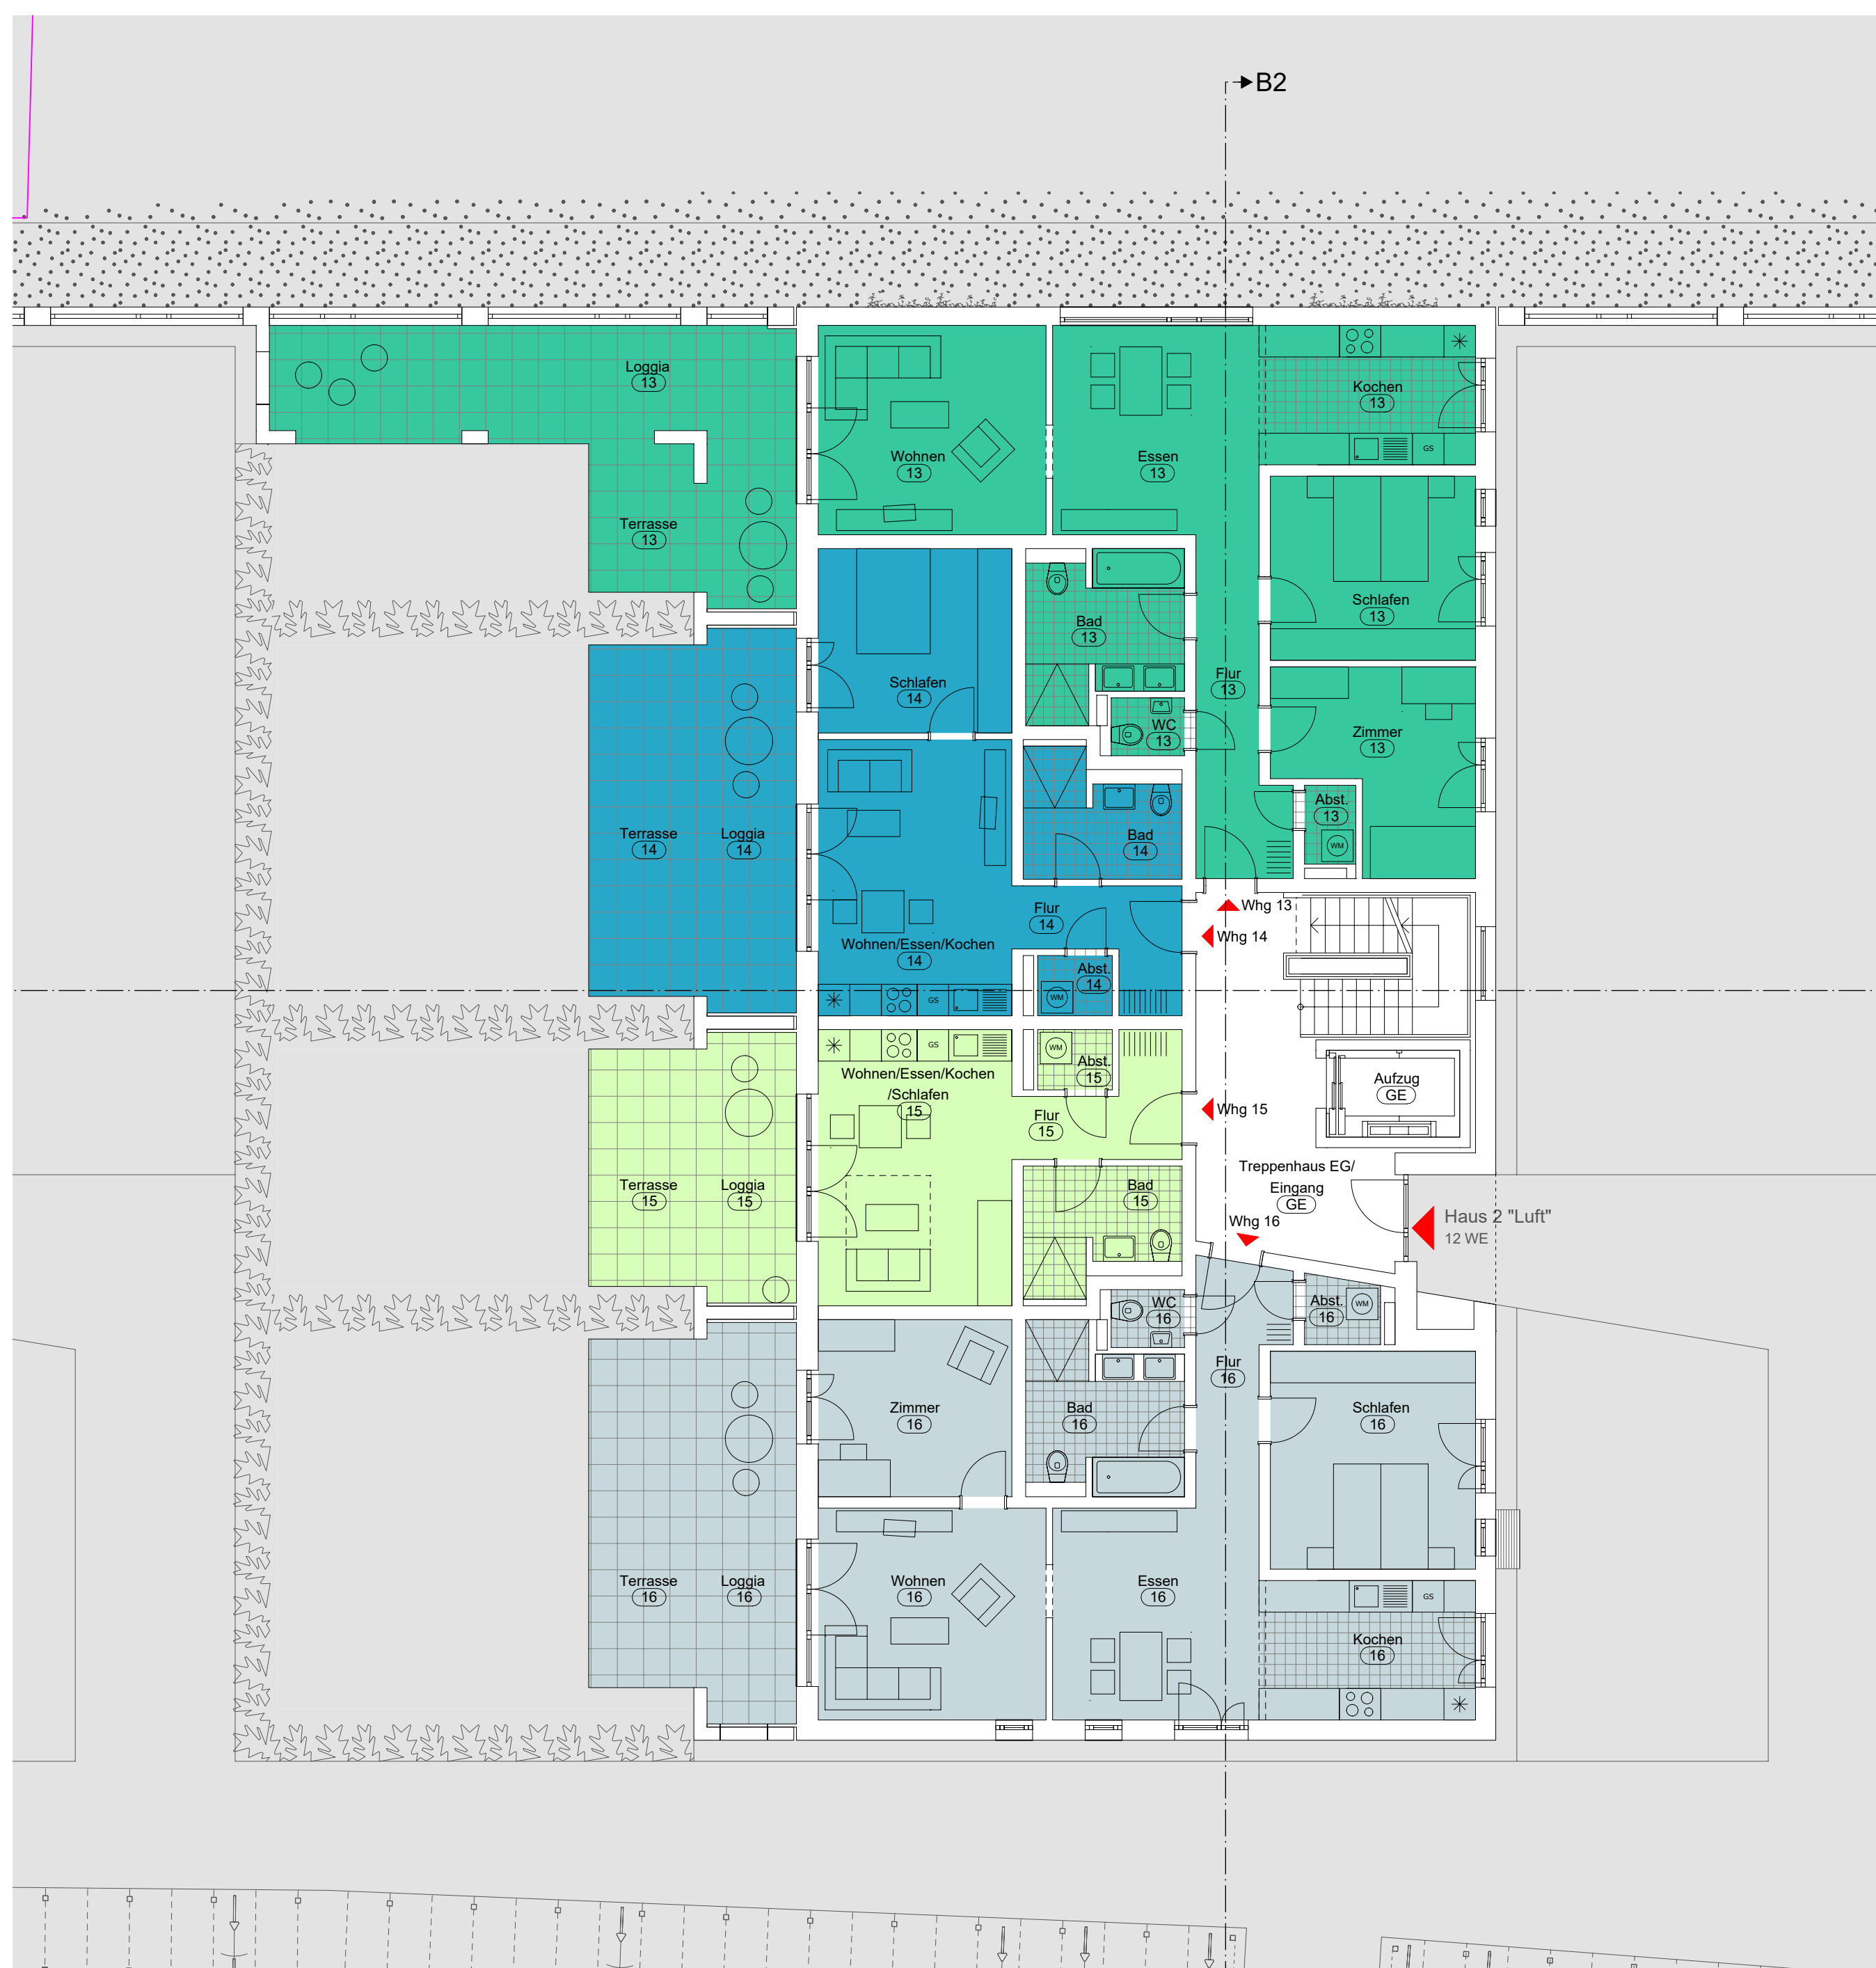 B2
Loggia
13
Kochen
13
Wohnen
13
Essen
13
GS
Terrasse
13
Schlafen
13
Bad
13
Flur
13
Schlafen
14
WC
13
Zimmer
13
Abst.
13
WM
Terrasse
14
Loggia
14
Bad
14
Flur
14
Whg 13
Whg 14
Wohnen/Essen/Kochen
14
Abst.
14
WM
GS
GS
WM
Abst.
15
Wohnen/Essen/Kochen
/Schlafen
15
Flur
15
Whg 15
Aufzug
GE
Terrasse
15
Loggia
15
Bad
15
Treppenhaus EG/
Eingang
GE
Whg 16
Haus 2 "Luft"
12 WE
WC
16
Abst.
16
WM
Flur
16
Zimmer
16
Bad
16
Schlafen
16
Terrasse
16
Loggia
16
Wohnen
16
Essen
16
GS
Kochen
16